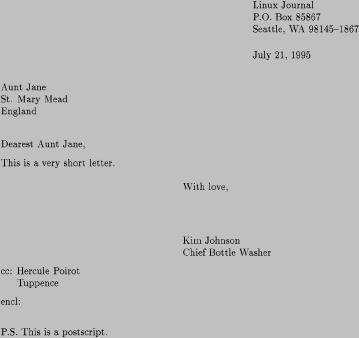 Linux Journal
P.O. Box 85867
Seattle, WA 98145–1867
July 21, 1995
Aunt Jane
St. Mary Mead
England
Dearest Aunt Jane,
This is a very short letter.
With love,
Kim Johnson
Chief Bottle Washer
cc: Hercule Poirot
Tuppence
encl:
P.S. This is a postscript.